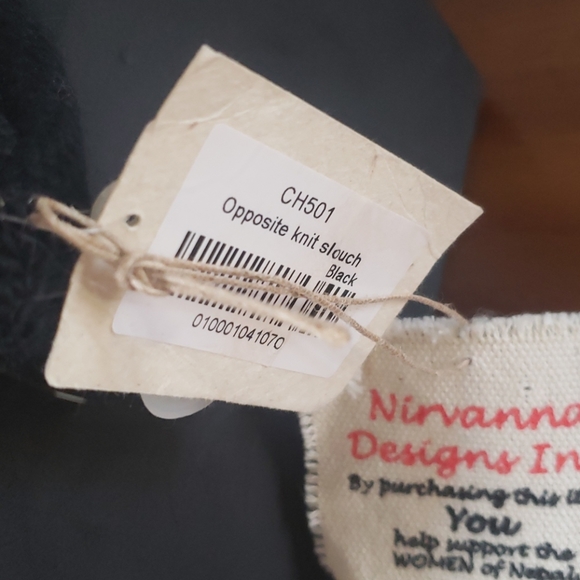 CH501
Opposite knit slouch
Black
010001041070
Nirvanna
Designs In
By purchasing this
You
help support the
WOMEN of Nepal